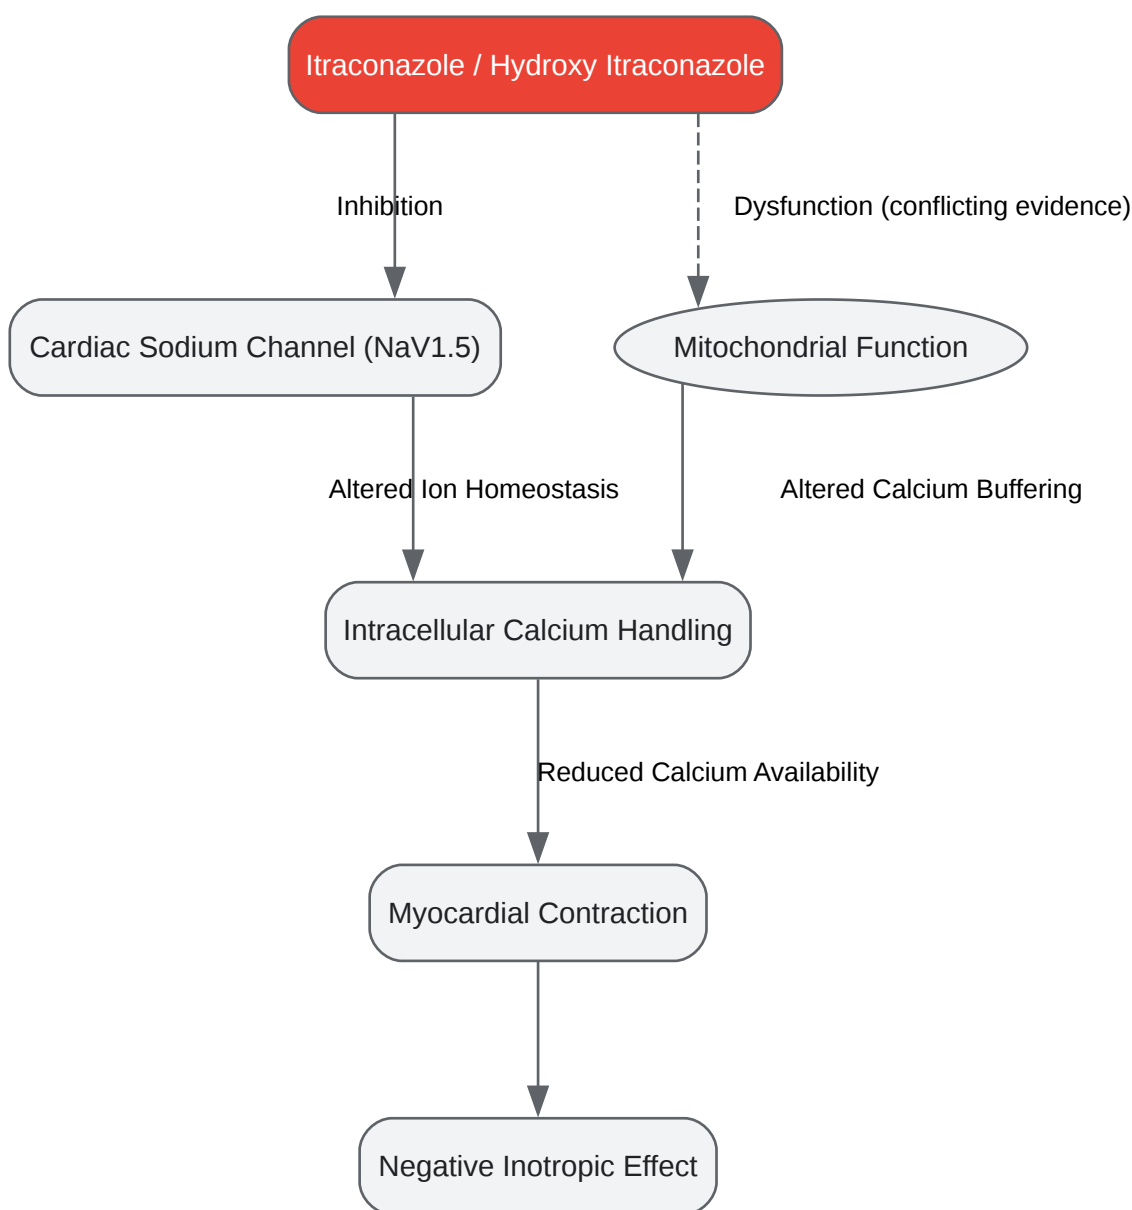 Itraconazole / Hydroxy Itraconazole
Inhibition
Dysfunction (conflicting evidence)
Cardiac Sodium Channel (NaV1.5)
Mitochondrial Function
Altered Ion Homeostasis
Altered Calcium Buffering
Intracellular Calcium Handling
Reduced Calcium Availability
Myocardial Contraction
Negative Inotropic Effect